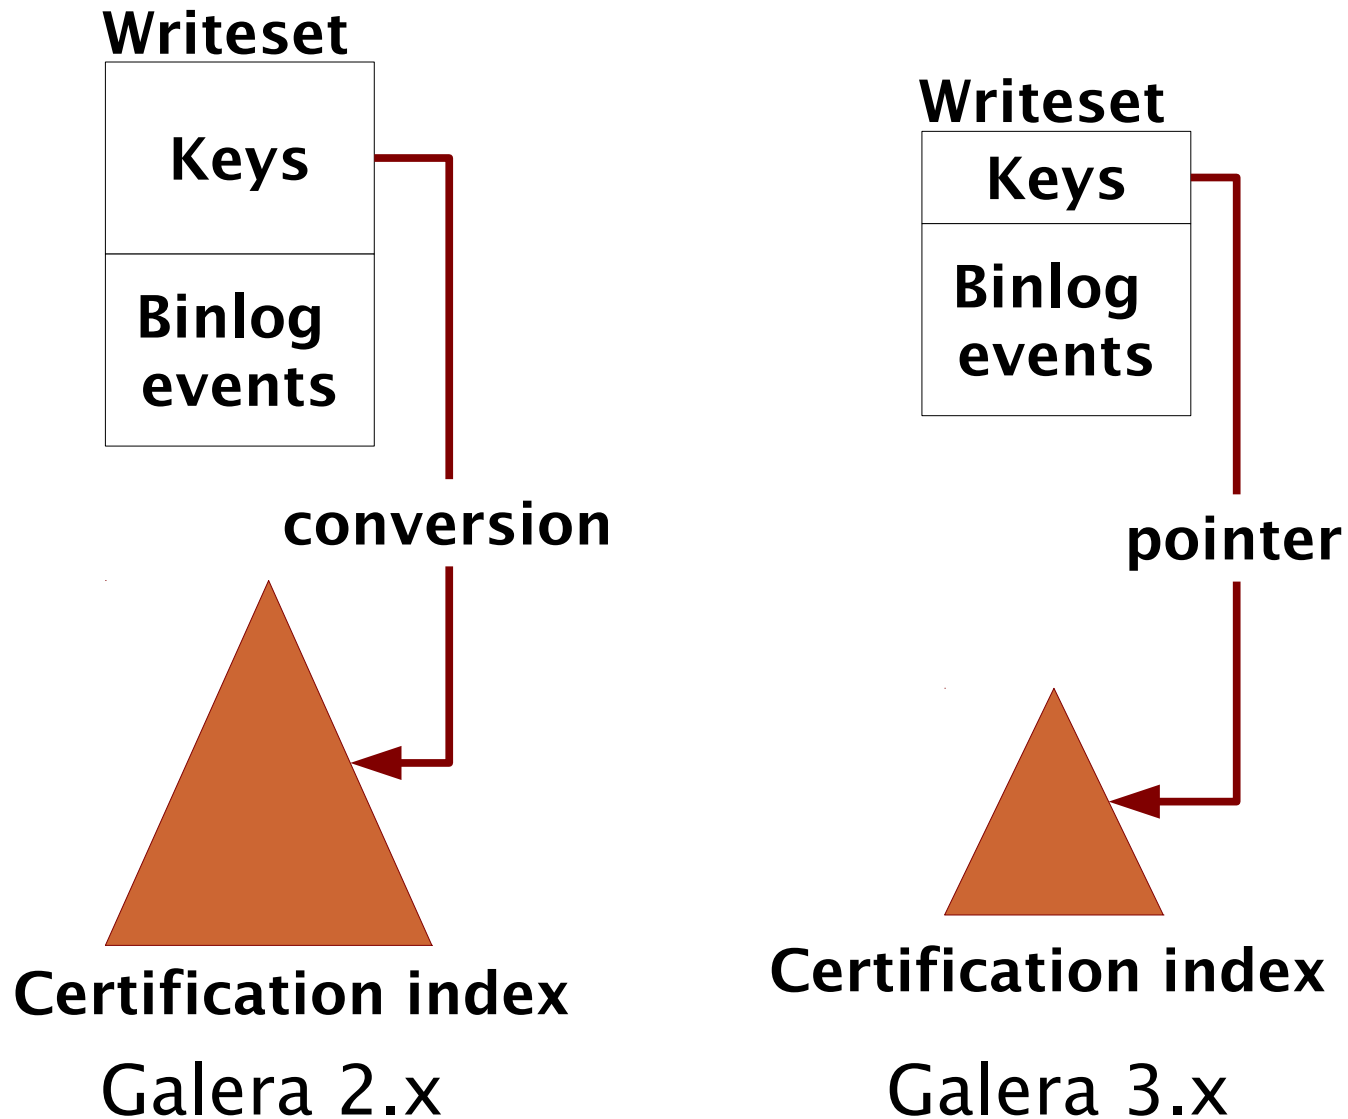 Writeset
Keys
Binlog
events
conversion
Certification index
Galera 2.x
Writeset
Keys
Binlog
events
pointer
Certification index
Galera 3.x